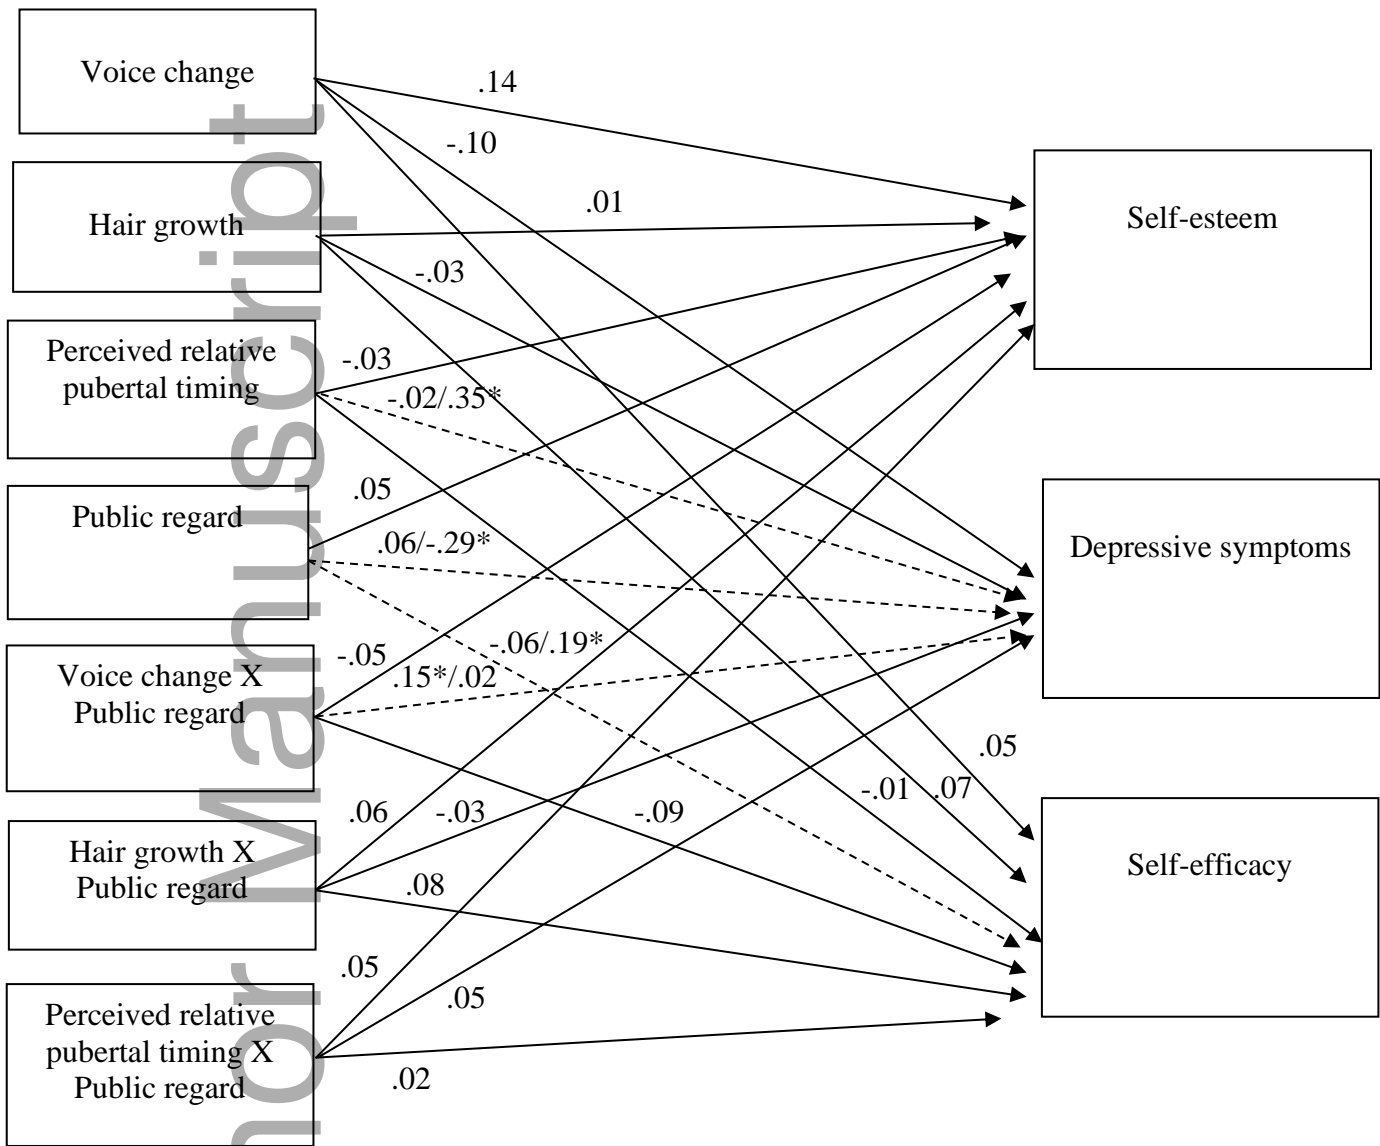 Voice change
Hair growth
Perceived relative
pubertal timing
Public regard
Voice change X
Public regard
Hair growth X
Public regard
Perceived relative
pubertal timing X
Public regard
.14
-.10
.01
-.03
-.03
-.02/.35*
.05
.06/-.29*
-.06/.19*
-.05
.15*/.02
.05
-.01
.07
.06
-.03
-.09
.08
.05
.05
.02
Self-esteem
Depressive symptoms
Self-efficacy
nor Manuscript